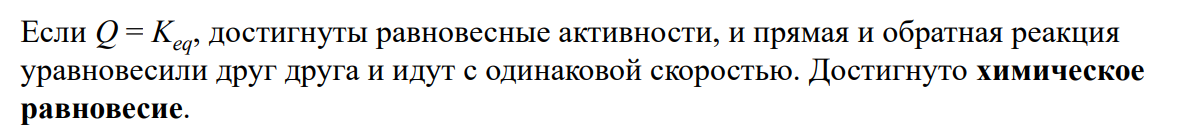 Если Q = Keq, достигнуты равновесные активности, и прямая и обратная реакция
уравновесили друг друга и идут с одинаковой скоростью. Достигнуто химическое
равновесие.